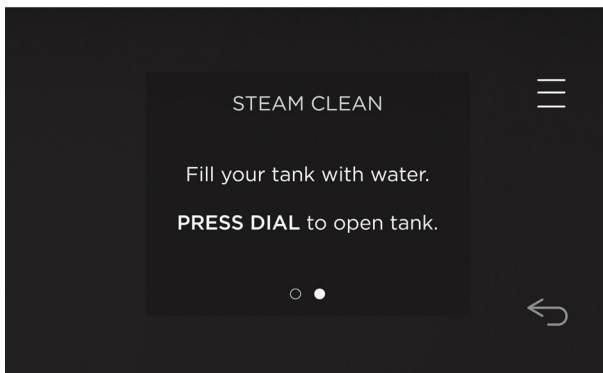 STEAM CLEAN
Fill your tank with water.
PRESS DIAL to open tank.